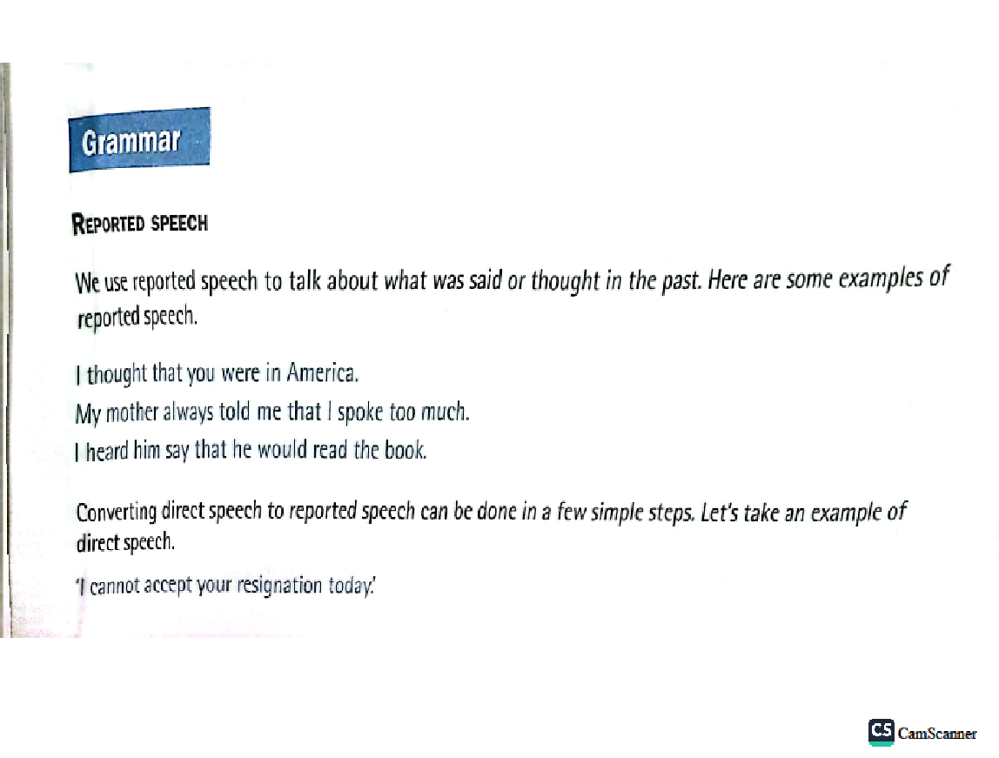 Grammar
REPORTED SPEECH
We use reported speech to talk about what was said or thought in the past. Here are some examples of
reported speech.
I thought that you were in America.
My mother always told me that I spoke too much.
I heard him say that he would read the book.
Converting direct speech to reported speech can be done in a few simple steps. Let's take an example of
direct speech.
'I cannot accept your resignation today.'
CS CamScanner